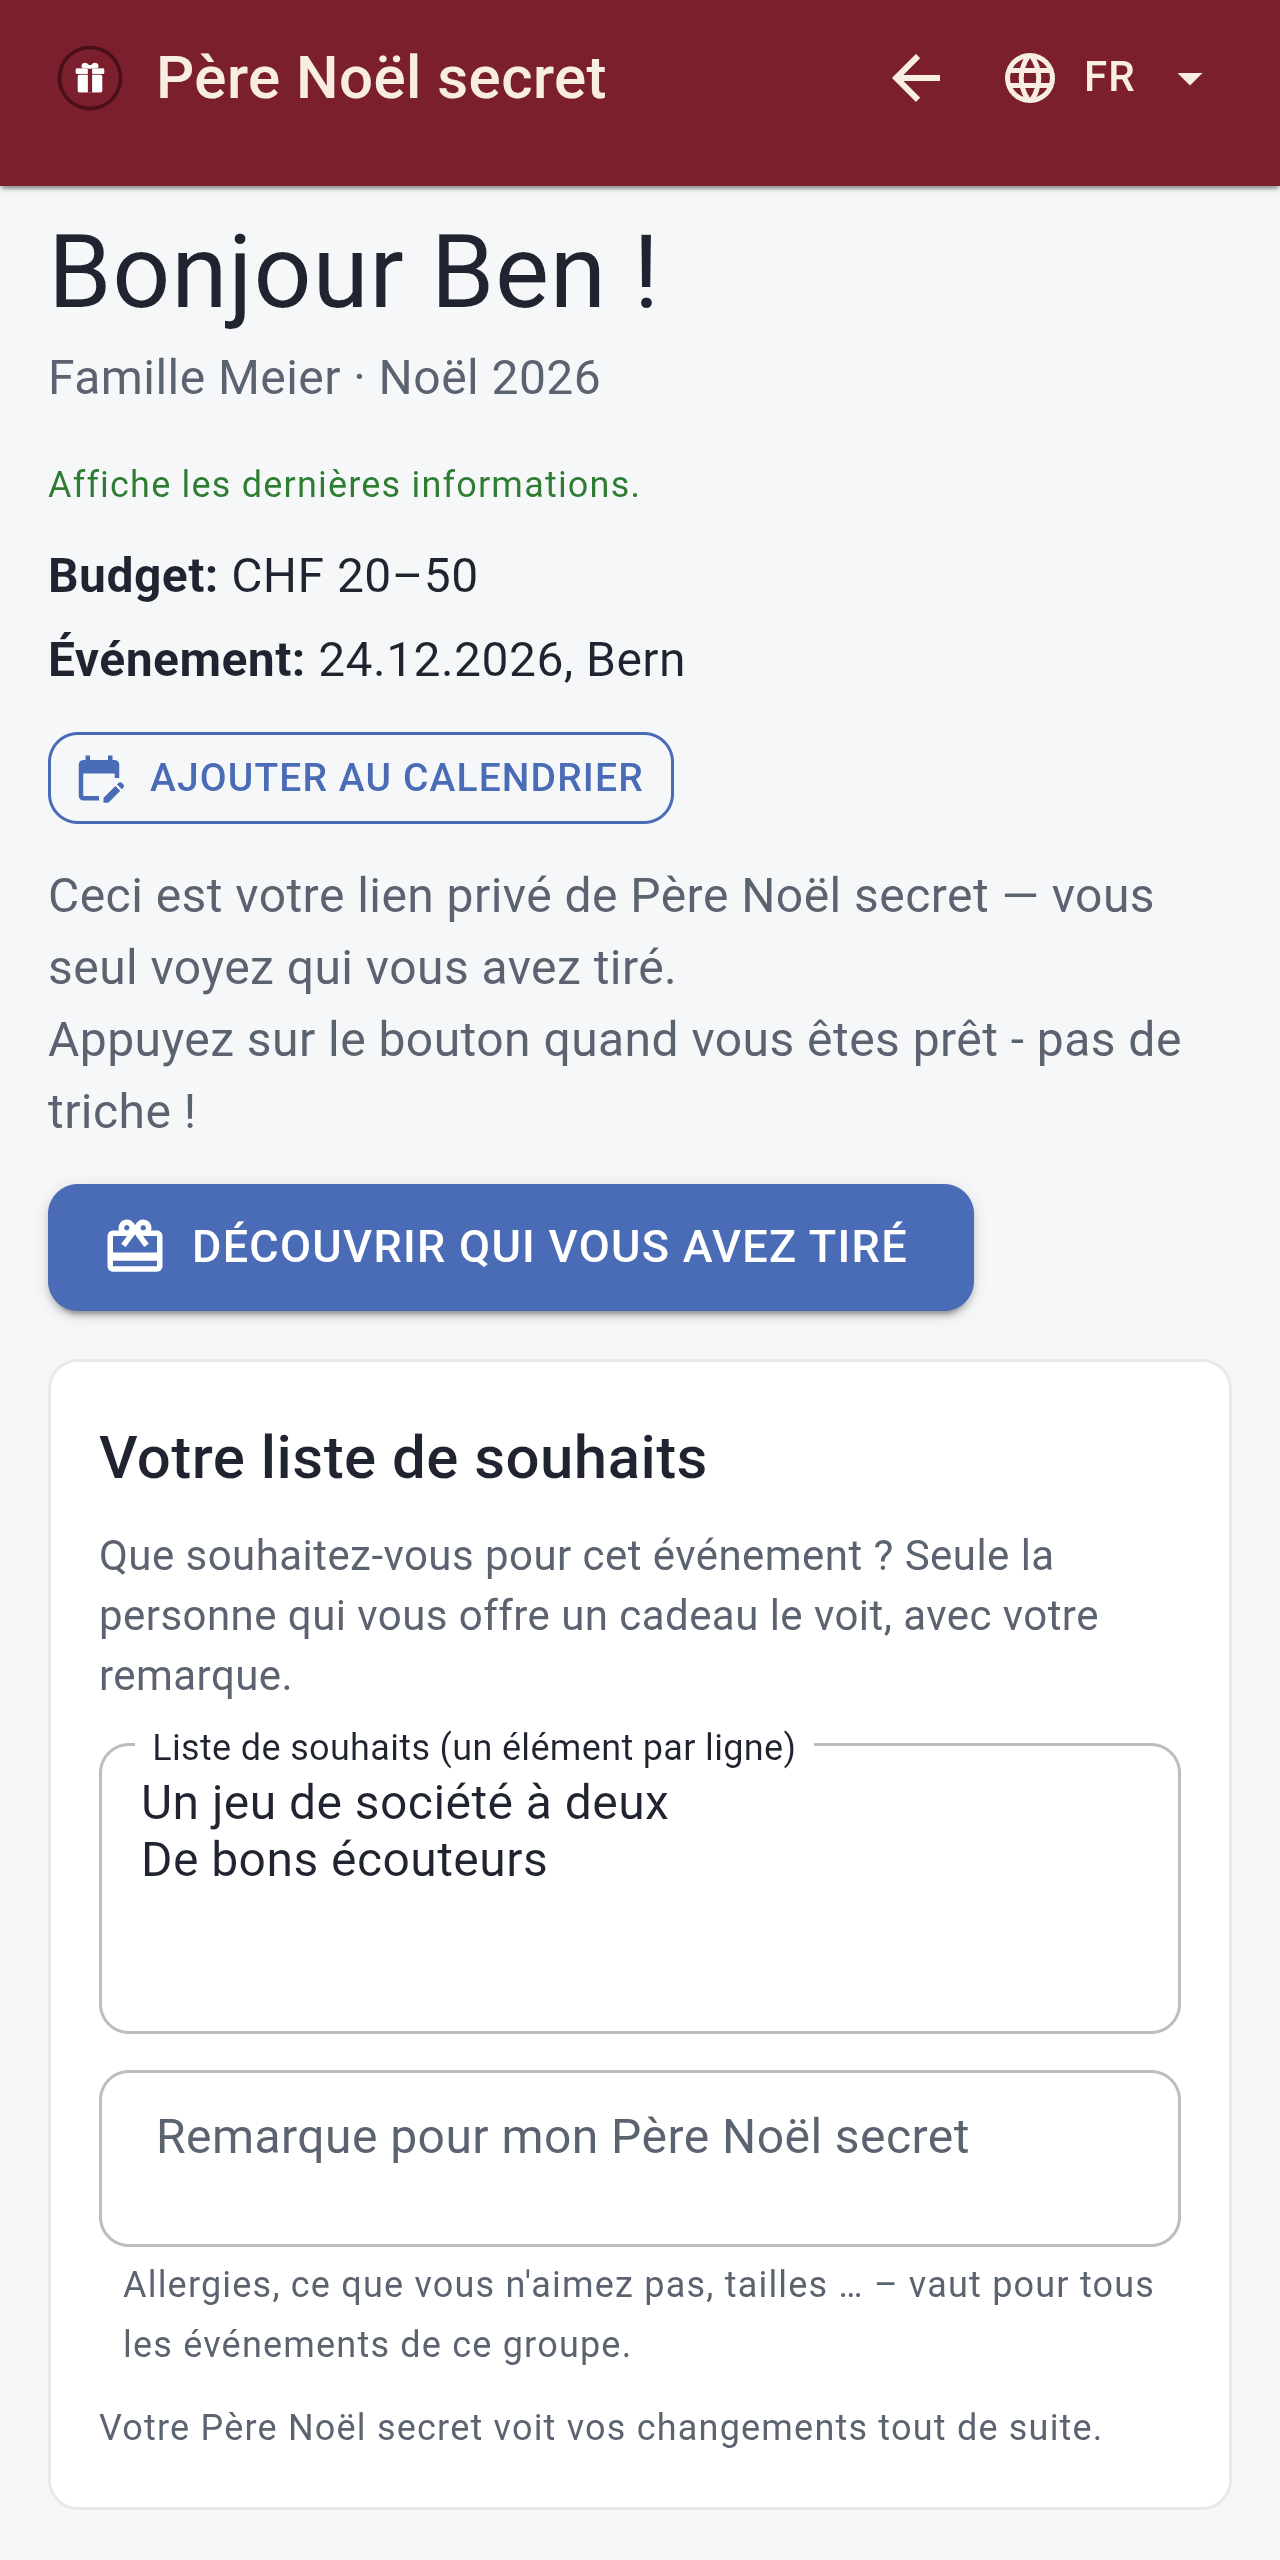 Père Noël secret
FR
Bonjour Ben !
Famille Meier · Noël 2026
Affiche les dernières informations.
Budget: CHF 20–50
Événement: 24.12.2026, Bern
AJOUTER AU CALENDRIER
Ceci est votre lien privé de Père Noël secret — vous
seul voyez qui vous avez tiré.
Appuyez sur le bouton quand vous êtes prêt - pas de
triche !
DÉCOUVRIR QUI VOUS AVEZ TIRÉ
Votre liste de souhaits
Que souhaitez-vous pour cet événement ? Seule la
personne qui vous offre un cadeau le voit, avec votre
remarque.
Liste de souhaits (un élément par ligne)
Un jeu de société à deux
De bons écouteurs
Remarque pour mon Père Noël secret
Allergies, ce que vous n'aimez pas, tailles … – vaut pour tous
les événements de ce groupe.
Votre Père Noël secret voit vos changements tout de suite.